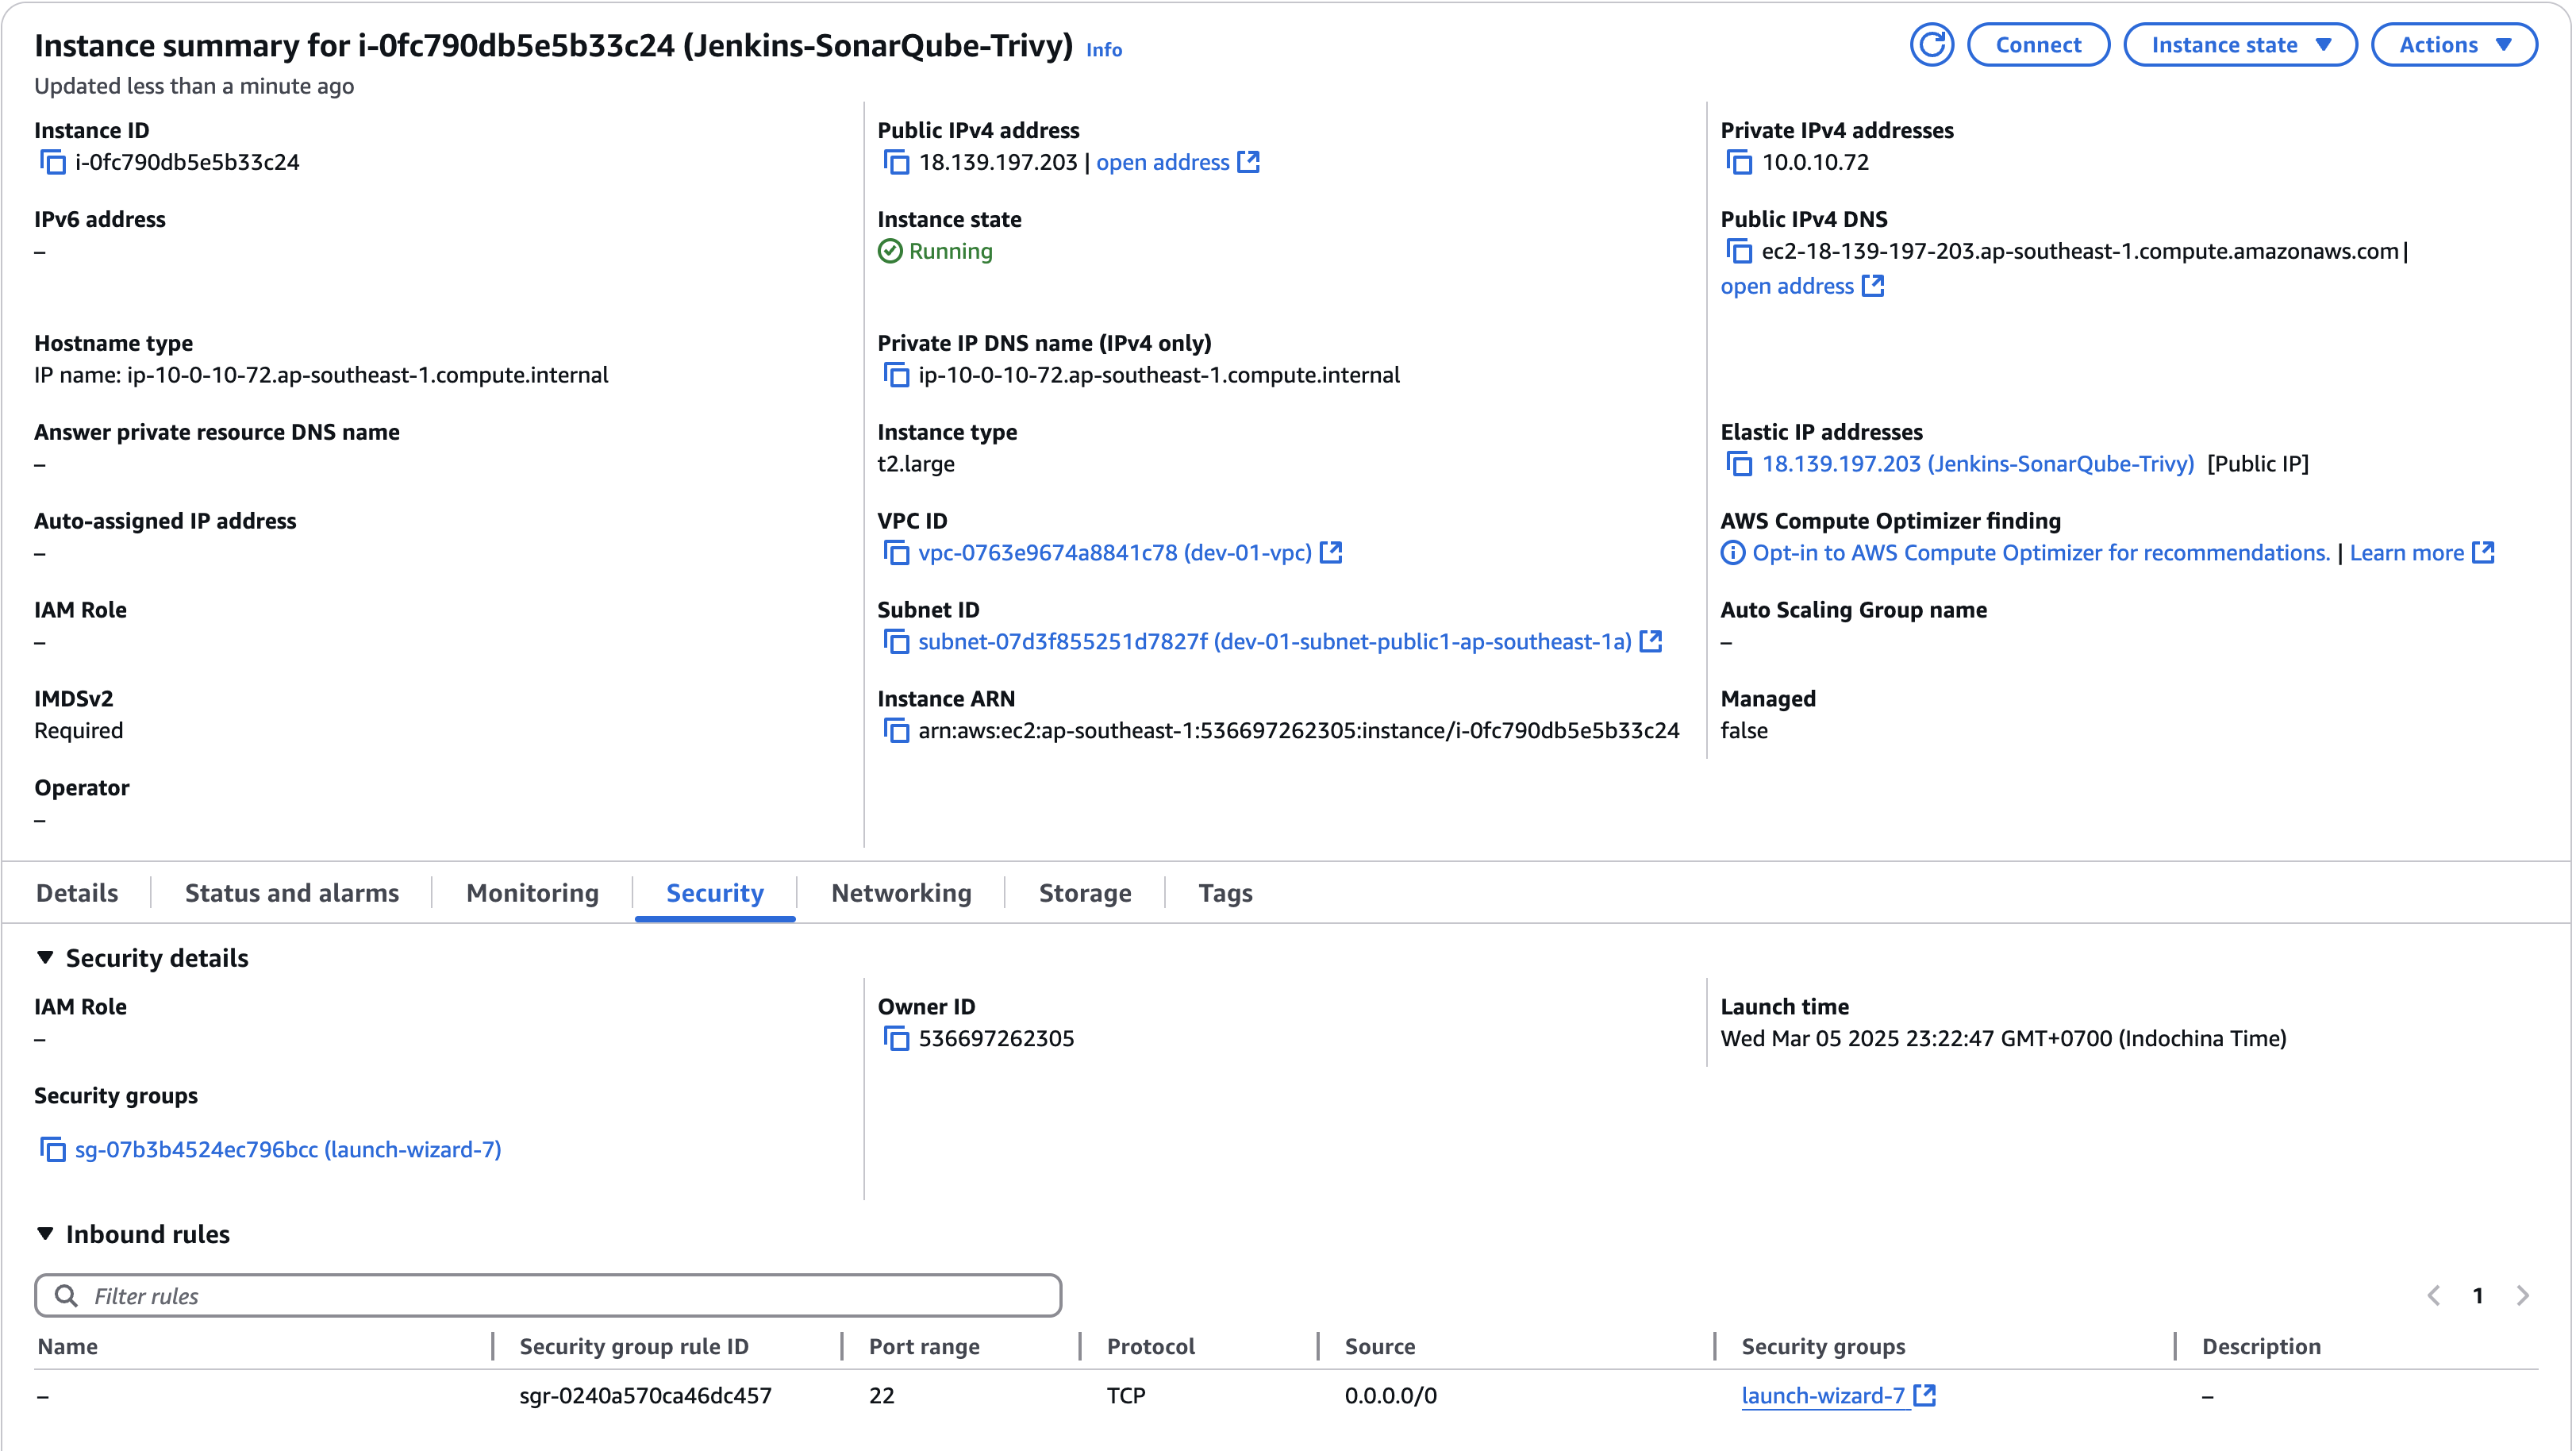 Instance summary for i-0fc790db5e5b33c24 (Jenkins-SonarQube-Trivy) Info
Connect
Instance state
Actions
Updated less than a minute ago
Instance ID
i-0fc790db5e5b33c24
Public IPv4 address
18.139.197.203 | open address
Private IPv4 addresses
10.0.10.72
IPv6 address
–
Instance state
Running
Public IPv4 DNS
ec2-18-139-197-203.ap-southeast-1.compute.amazonaws.com |
open address
Hostname type
IP name: ip-10-0-10-72.ap-southeast-1.compute.internal
Private IP DNS name (IPv4 only)
ip-10-0-10-72.ap-southeast-1.compute.internal
Answer private resource DNS name
–
Instance type
t2.large
Elastic IP addresses
18.139.197.203 (Jenkins-SonarQube-Trivy) [Public IP]
Auto-assigned IP address
–
VPC ID
vpc-0763e9674a8841c78 (dev-01-vpc)
AWS Compute Optimizer finding
Opt-in to AWS Compute Optimizer for recommendations. | Learn more
IAM Role
–
Subnet ID
subnet-07d3f855251d7827f (dev-01-subnet-public1-ap-southeast-1a)
Auto Scaling Group name
–
IMDSv2
Required
Instance ARN
arn:aws:ec2:ap-southeast-1:536697262305:instance/i-0fc790db5e5b33c24
Managed
false
Operator
–
Details
Status and alarms
Monitoring
Security
Networking
Storage
Tags
Security details
IAM Role
–
Owner ID
536697262305
Launch time
Wed Mar 05 2025 23:22:47 GMT+0700 (Indochina Time)
Security groups
sg-07b3b4524ec796bcc (launch-wizard-7)
Inbound rules
Filter rules
1
Name Security group rule ID Port range Protocol Source Security groups Description
– sgr-0240a570ca46dc457 22 TCP 0.0.0.0/0 launch-wizard-7 –